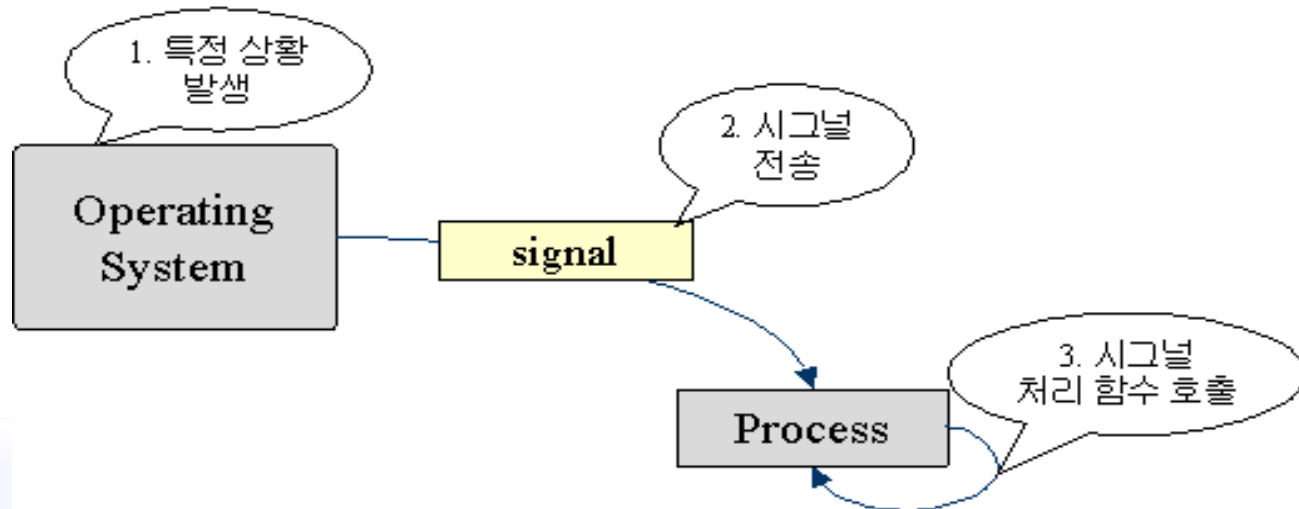 1. 특정 상황
발생
Operating
System
2. 시그널
전송
signal
3. 시그널
처리 함수 호출
Process